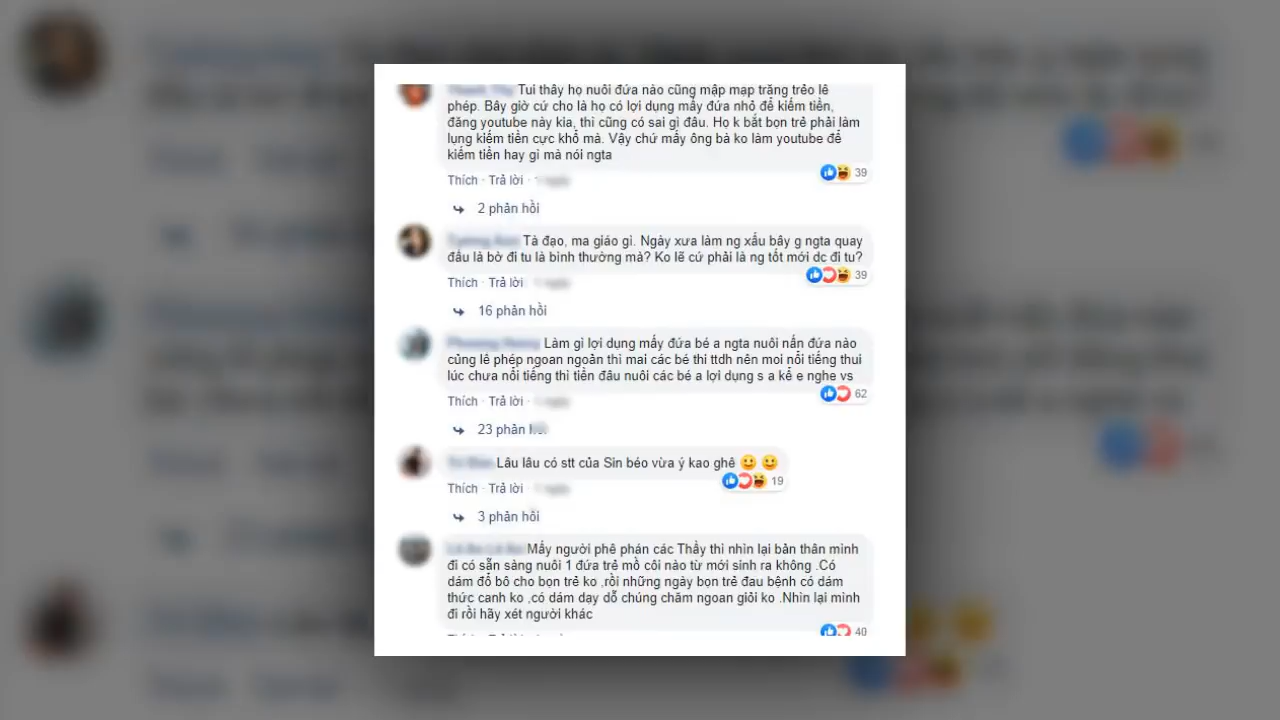 Tui thấy họ nuôi đứa nào cũng mập mạp trắng trẻo lễ
phép. Bây giờ cứ cho là họ có lợi dụng mấy đứa nhỏ để kiếm tiền,
đăng youtube này kia, thì cũng có sai gì đâu. Họ k bắt bọn trẻ phải làm
lụng kiếm tiền cực khổ mà. Vậy chứ mấy ông bà ko làm youtube để
kiếm tiền hay gì mà nói ngta
39
Thích · Trả lời ·
2 phản hồi
Tà đạo, ma giáo gì. Ngày xưa làm ng xấu bây g ngta quay
đầu là bờ đi tu là bình thường mà? Ko lẽ cứ phải là ng tốt mới dc đi tu?
39
Thích · Trả lời ·
16 phản hồi
Làm gì lợi dụng mấy đứa bé a ngta nuôi nấn đứa nào
củng lễ phép ngoan ngoản thì mai các bé thi ttdh nên mọi nổi tiếng thui
lúc chưa nổi tiếng thì tiền đâu nuôi các bé a lợi dụng s a kể e nghe vs
62
Thích · Trả lời ·
23 phản
Lâu lâu có stt của Sin béo vừa ý kao ghê
19
Thích · Trả lời ·
3 phản hồi
Mấy người phê phán các Thầy thì nhìn lại bản thân mình
đi có sẵn sàng nuôi 1 đứa trẻ mồ côi nào từ mới sinh ra không .Có
dám đổ bô cho bọn trẻ ko ,rồi những ngày bọn trẻ đau bệnh có dám
thức canh ko ,có dám dạy dỗ chúng chăm ngoan giỏi ko .Nhìn lại mình
đi rồi hãy xét người khác
40